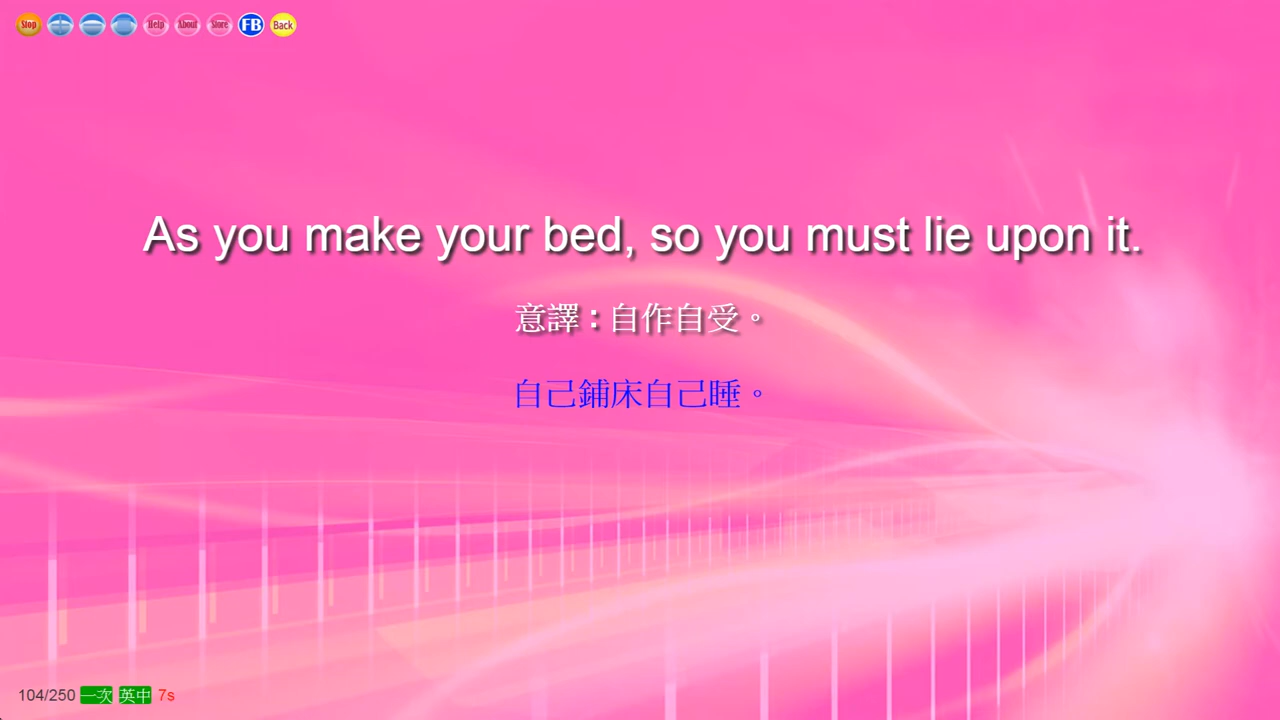 Stop Help About Store FB Back
As you make your bed, so you must lie upon it.
意譯：自作自受。
自己鋪床自己睡。
104/250 一次 英中 7s